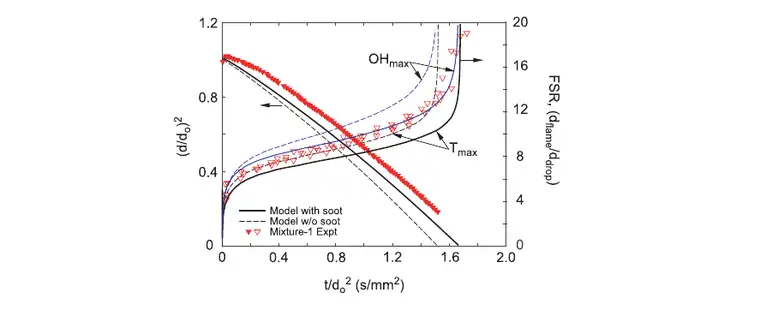 1.2
0.8
0.4
0
(d/do)²
20
16
12
8
4
0
FSR, (dflame/ddrop)
OHmax
Tmax
Model with soot
Model w/o soot
Mixture-1 Expt
0 0.4 0.8 1.2 1.6 2.0
t/do² (s/mm²)